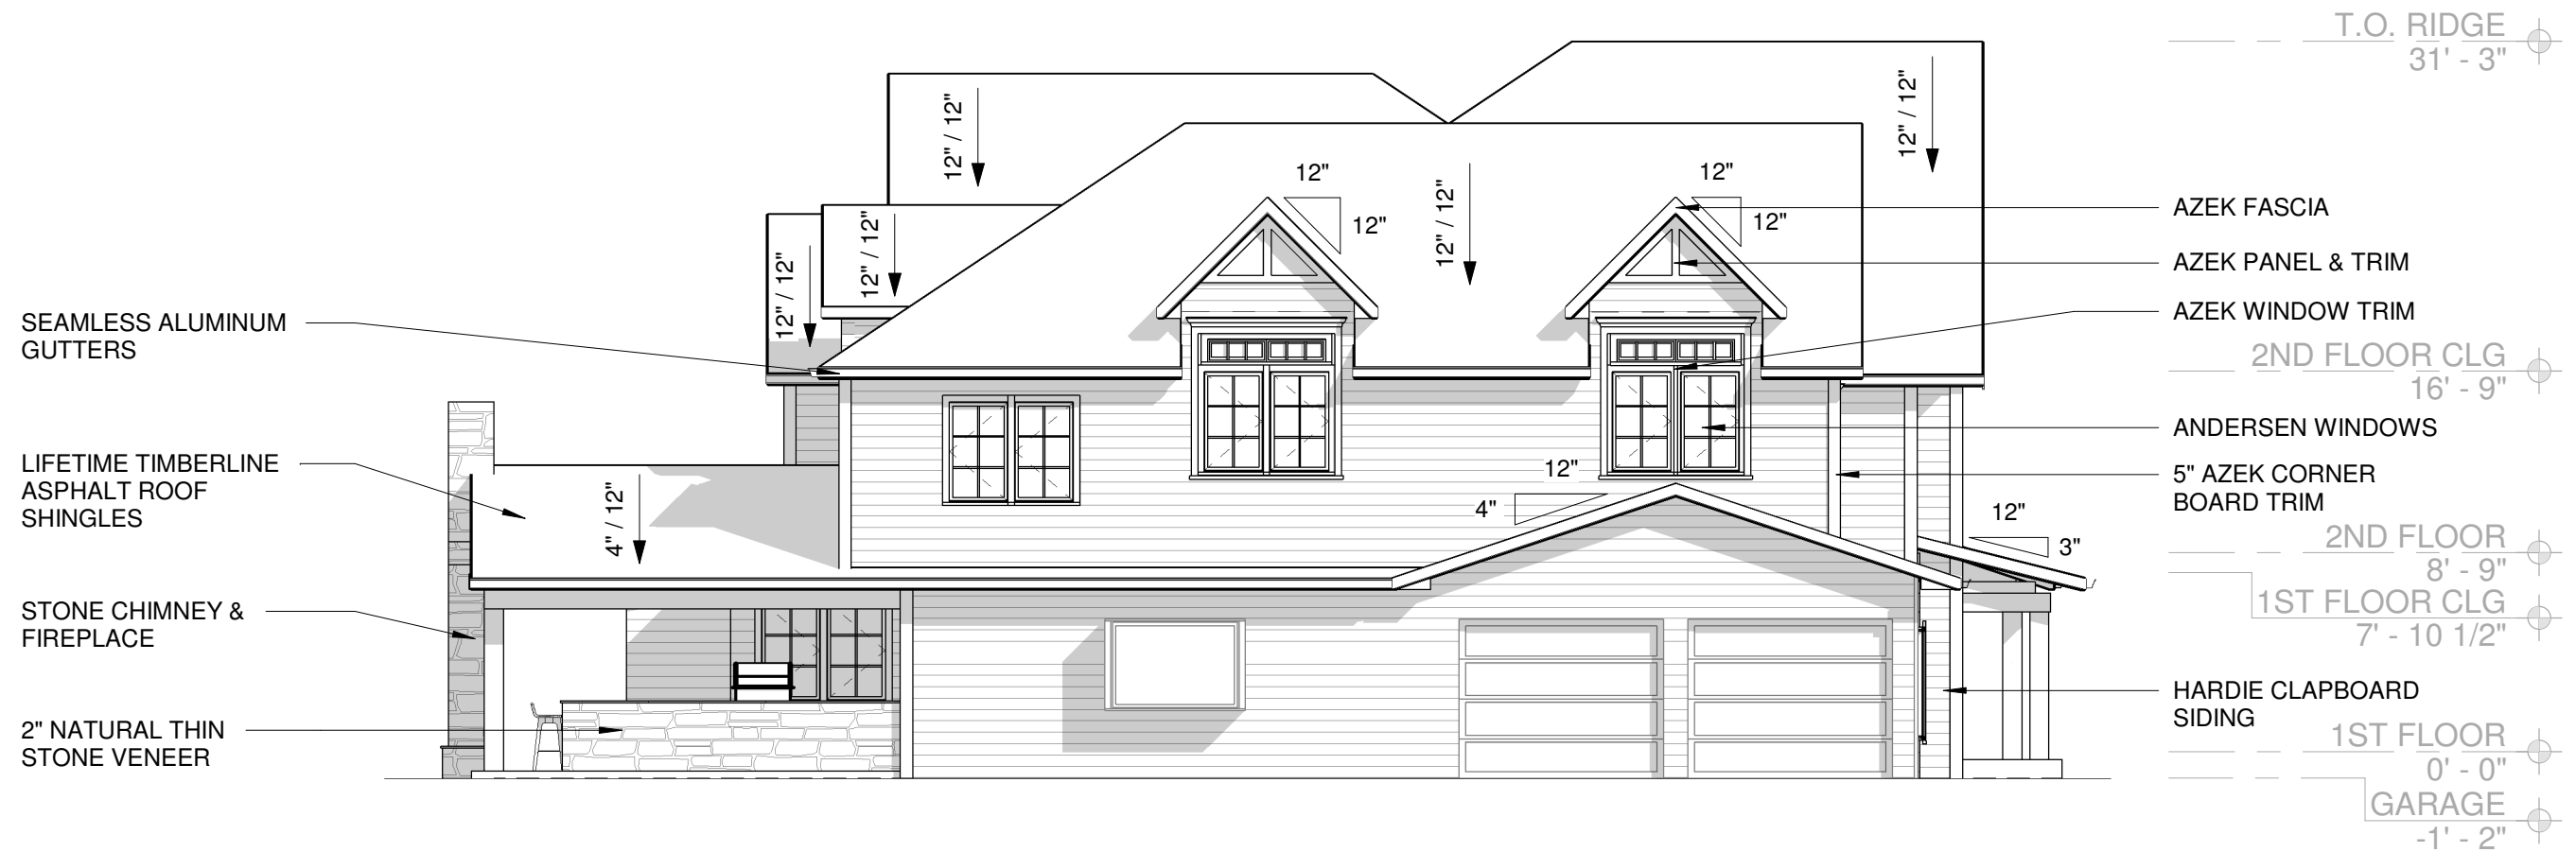 SEAMLESS ALUMINUM
GUTTERS
LIFETIME TIMBERLINE
ASPHALT ROOF
SHINGLES
STONE CHIMNEY &
FIREPLACE
2" NATURAL THIN
STONE VENEER
12" / 12"
12" / 12"
12" / 12"
12" / 12"
12" / 12"
4" / 12"
12"
12"
12"
12"
12"
4"
12"
3"
AZEK FASCIA
AZEK PANEL & TRIM
AZEK WINDOW TRIM
ANDERSEN WINDOWS
5" AZEK CORNER
BOARD TRIM
HARDIE CLAPBOARD
SIDING
T.O. RIDGE
31' - 3"
2ND FLOOR CLG
16' - 9"
2ND FLOOR
8' - 9"
1ST FLOOR CLG
7' - 10 1/2"
1ST FLOOR
0' - 0"
GARAGE
-1' - 2"